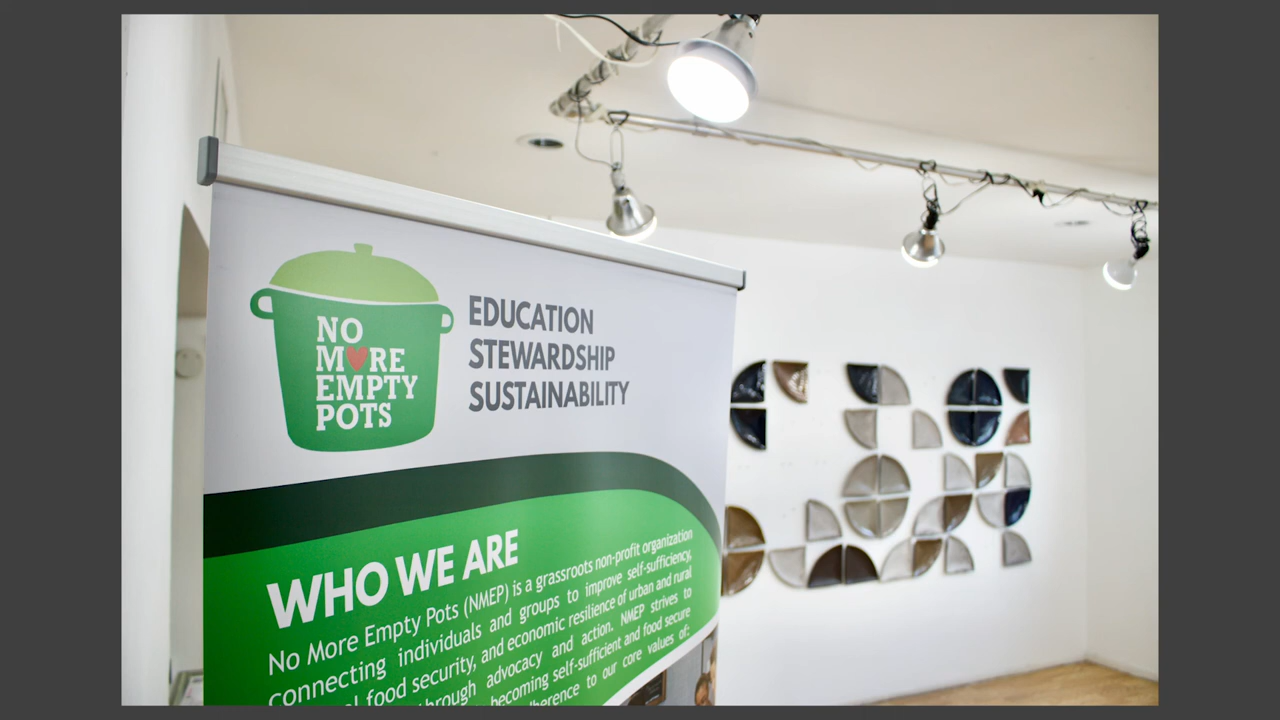 NO
MORE
EMPTY
POTS
EDUCATION
STEWARDSHIP
SUSTAINABILITY
WHO WE ARE
No More Empty Pots (NMEP) is a grassroots non-profit organization
connecting individuals and groups to improve self-sufficiency,
food security, and economic resilience of urban and rural
through advocacy and action. NMEP strives to
becoming self-sufficient and food secure
to our core values of: